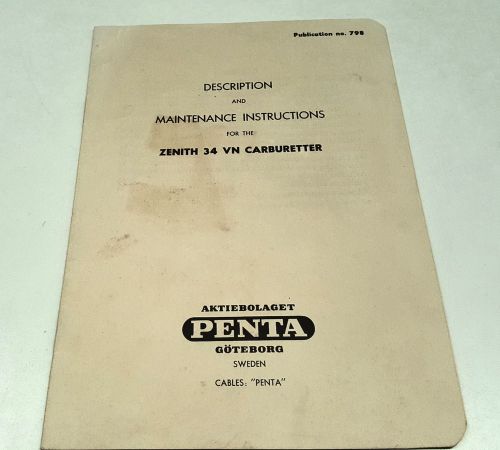 Publication no. 798
DESCRIPTION
AND
MAINTENANCE INSTRUCTIONS
FOR THE
ZENITH 34 VN CARBURETTER
AKTIEBOLAGET
PENTA
GÖTEBORG
SWEDEN
CABLES: "PENTA"